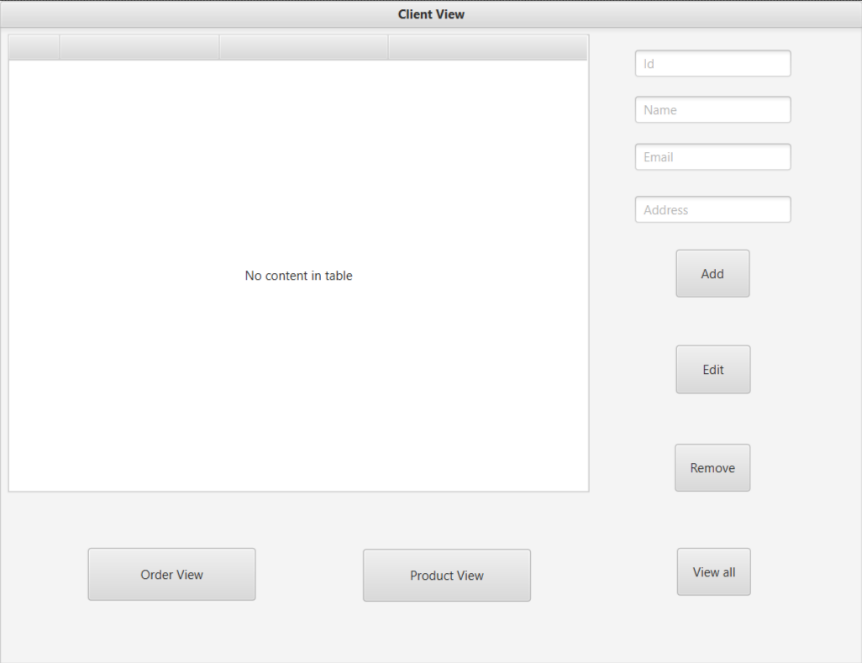 Client View
Id
Name
Email
Address
No content in table
Add
Edit
Remove
Order View
Product View
View all